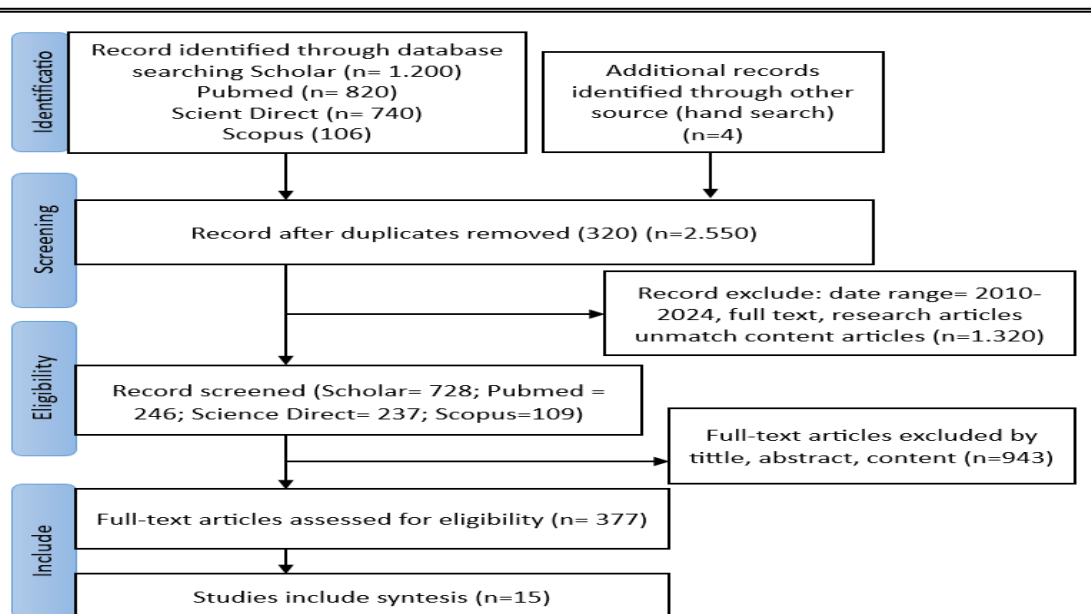 Identificatio
Record identified through database
searching Scholar (n= 1.200)
Pubmed (n= 820)
Scient Direct (n= 740)
Scopus (106)
Additional records
identified through other
source (hand search)
(n=4)
Screening
Record after duplicates removed (320) (n=2.550)
Record exclude: date range= 2010-
2024, full text, research articles
unmatch content articles (n=1.320)
Eligibility
Record screened (Scholar= 728; Pubmed =
246; Science Direct= 237; Scopus=109)
Full-text articles excluded by
tittle, abstract, content (n=943)
Include
Full-text articles assessed for eligibility (n= 377)
Studies include syntesis (n=15)